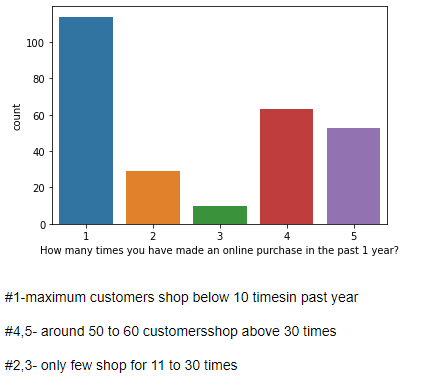 100
80
60
40
20
0
count
1 2 3 4 5
How many times you have made an online purchase in the past 1 year?
#1-maximum customers shop below 10 timesin past year
#4,5- around 50 to 60 customersshop above 30 times
#2,3- only few shop for 11 to 30 times